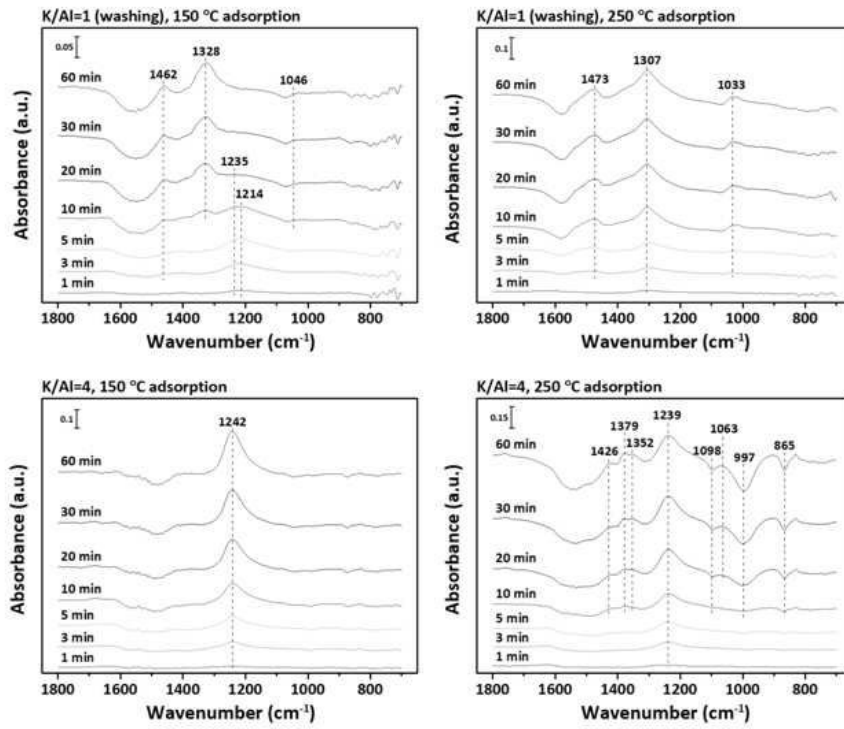 K/Al=1 (washing), 150 °C adsorption
0.05
1328
1462
1046
60 min
30 min
1235
20 min
1214
10 min
5 min
3 min
1 min
Absorbance (a.u.)
1800 1600 1400 1200 1000 800
Wavenumber (cm⁻¹)
K/Al=1 (washing), 250 °C adsorption
0.1
1307
1473
1033
60 min
30 min
20 min
10 min
5 min
3 min
1 min
Absorbance (a.u.)
1800 1600 1400 1200 1000 800
Wavenumber (cm⁻¹)
K/Al=4, 150 °C adsorption
0.1
1242
60 min
30 min
20 min
10 min
5 min
3 min
1 min
Absorbance (a.u.)
1800 1600 1400 1200 1000 800
Wavenumber (cm⁻¹)
K/Al=4, 250 °C adsorption
0.15
1239
1379 1063
1426 1352 1098 997 865
60 min
30 min
20 min
10 min
5 min
3 min
1 min
Absorbance (a.u.)
1800 1600 1400 1200 1000 800
Wavenumber (cm⁻¹)